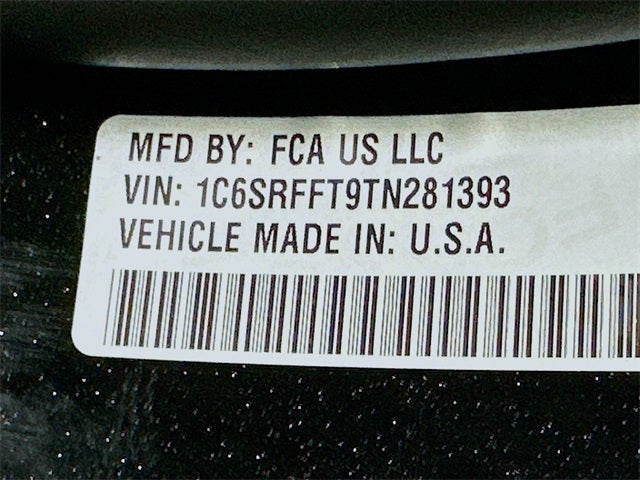 MFD BY: FCA US LLC
VIN: 1C6SRFFT9TN281393
VEHICLE MADE IN: U.S.A.